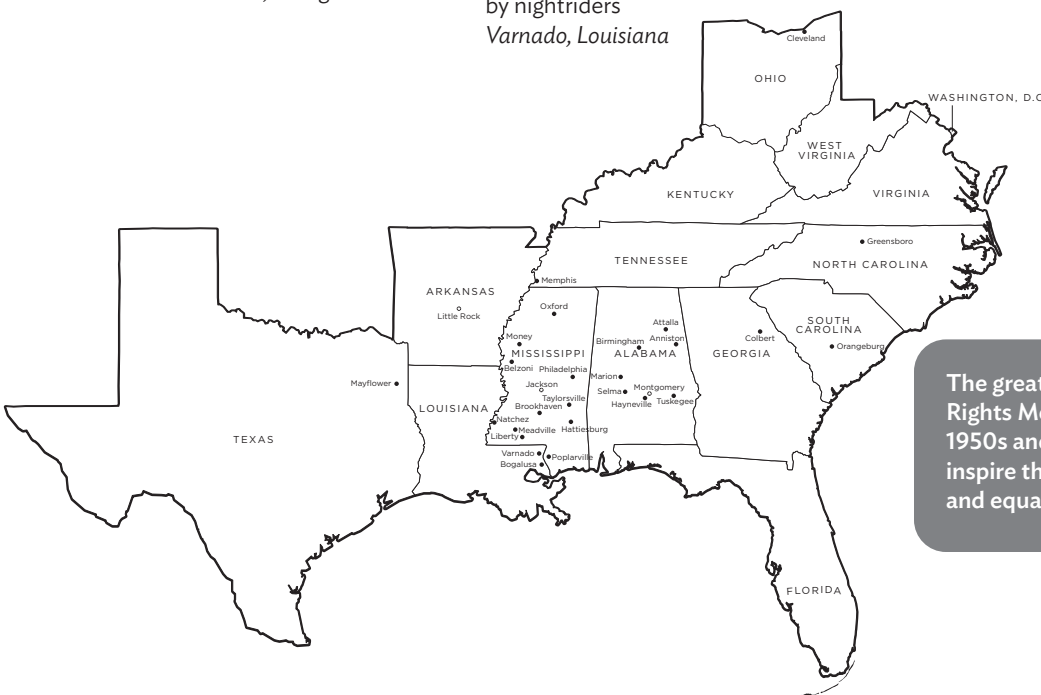 by nightriders
Varnado, Louisiana
Cleveland
OHIO
WASHINGTON, D.C
WEST
VIRGINIA
KENTUCKY
VIRGINIA
Greensboro
TENNESSEE
NORTH CAROLINA
Memphis
ARKANSAS
Little Rock
Oxford
SOUTH
CAROLINA
Attalla
Anniston
Birmingham
ALABAMA
Colbert
GEORGIA
Orangeburg
Money
MISSISSIPPI
Belzoni
Philadelphia
Marion
Mayflower
Jackson
Taylorsville
Selma
Montgomery
Hayneville
Tuskegee
LOUISIANA
Brookhaven
Natchez
Meadville
Hattiesburg
Liberty
TEXAS
Varnado
Poplarville
Bogalusa
The great
Rights M
1950s and
inspire th
and equa
FLORIDA